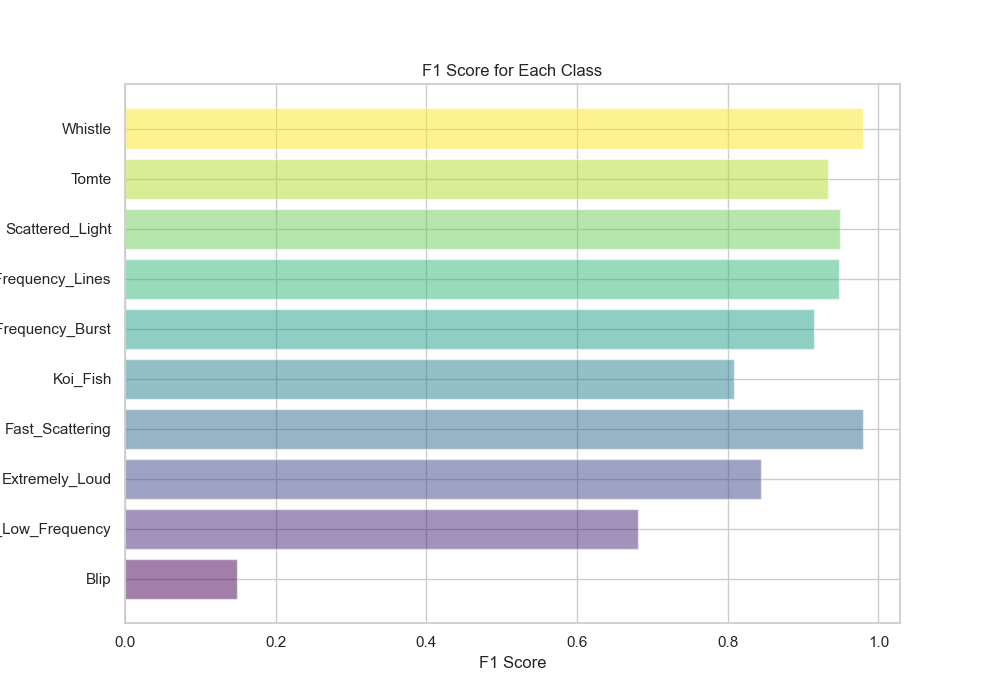 F1 Score for Each Class
Whistle
Tomte
Scattered_Light
Frequency_Lines
Frequency_Burst
Koi_Fish
Fast_Scattering
Extremely_Loud
_Low_Frequency
Blip
0.0 0.2 0.4 0.6 0.8 1.0
F1 Score